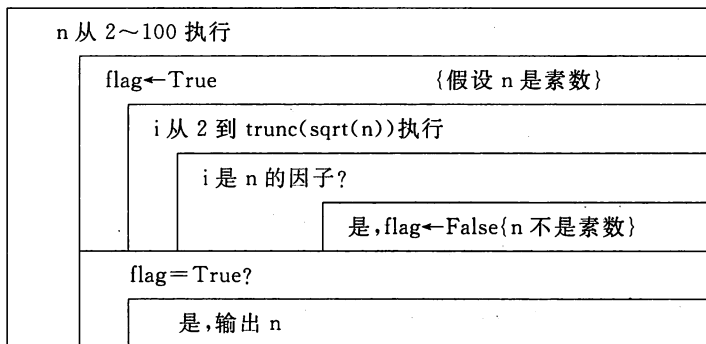 n 从 2～100 执行
flag←True {假设 n 是素数}
i 从 2 到 trunc(sqrt(n))执行
i 是 n 的因子?
是,flag←False{n 不是素数}
flag=True?
是,输出 n